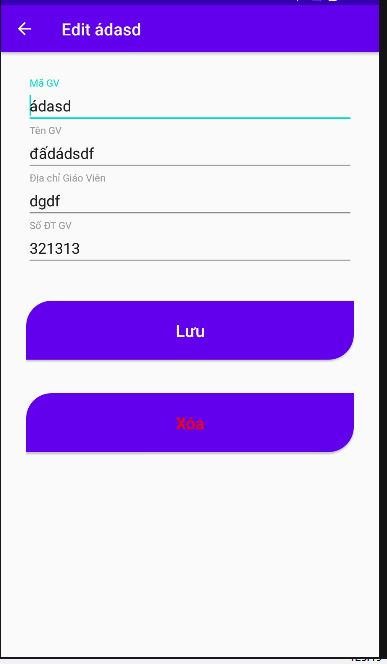 Edit ádasd
Mã GV
ádasd
Tên GV
đấdádsdf
Địa chỉ Giáo Viên
dgdf
Số ĐT GV
321313
Lưu
Xóa